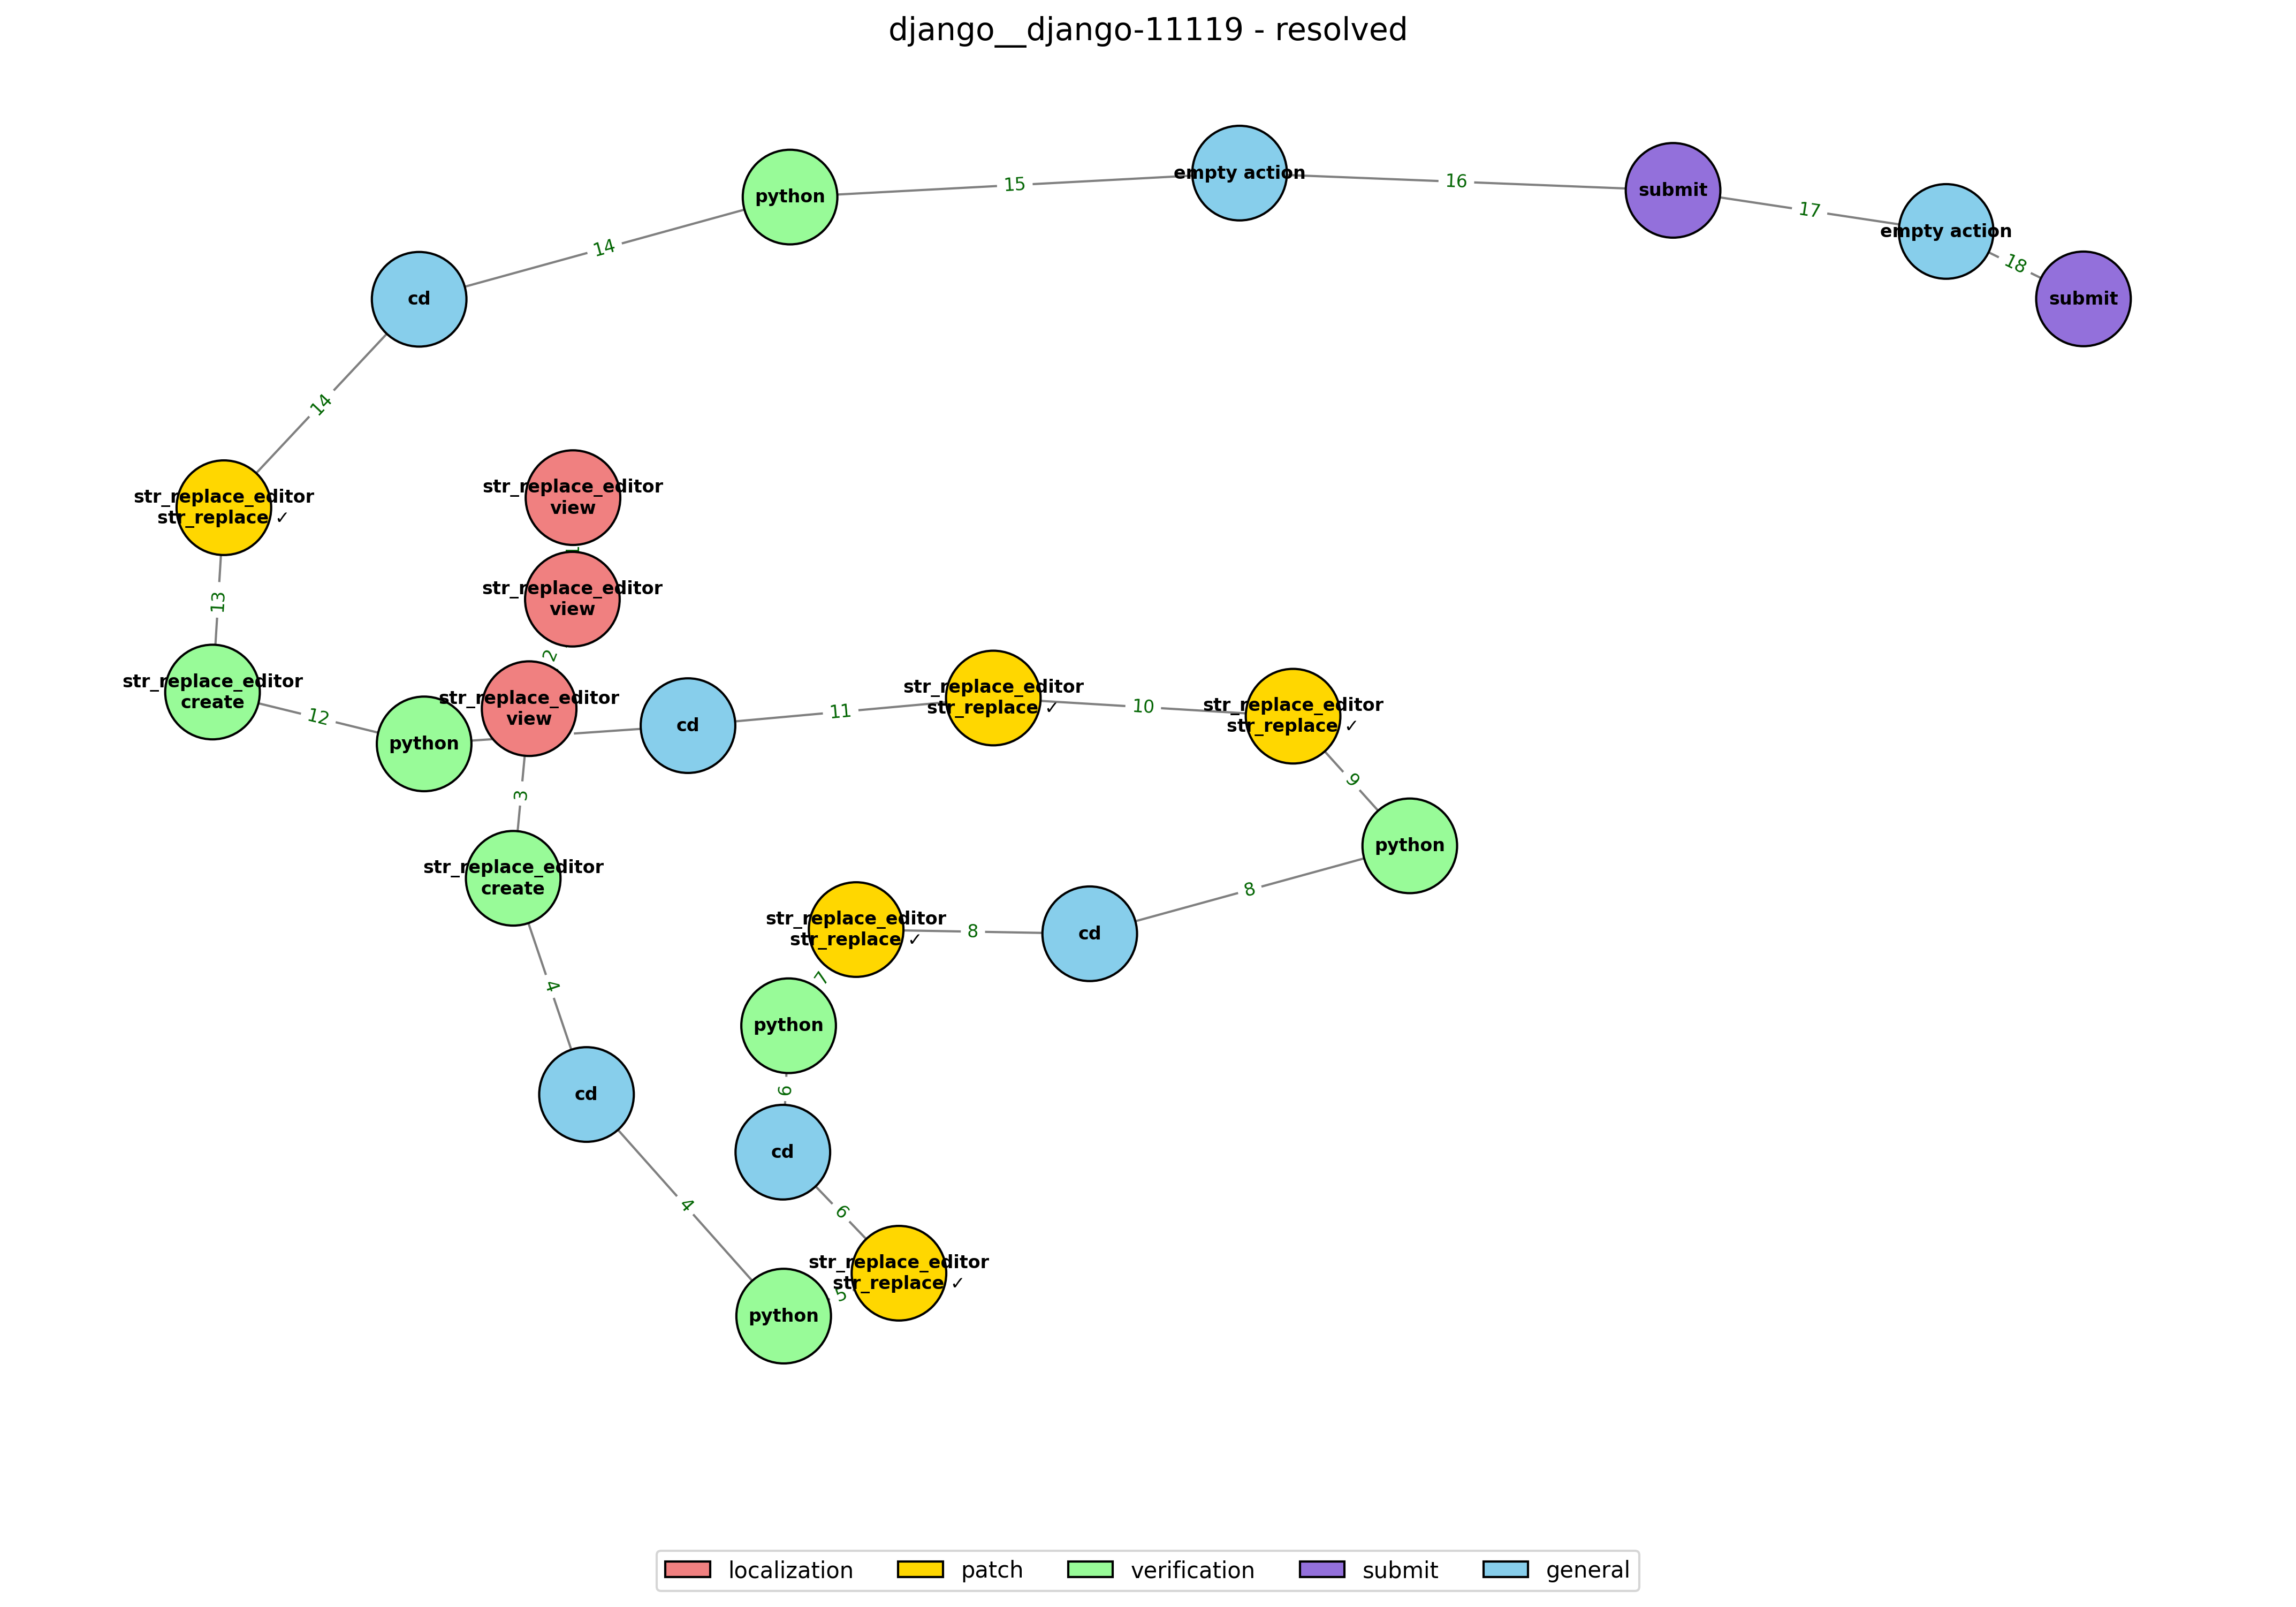 django__django-11119 - resolved
empty action
15
16
submit
python
17
empty action
14
18
cd
submit
14
str_replace_editor
view
str_replace_editor
str_replace ✓
1
str_replace_editor
view
13
2
str_replace_editor
create
str_replace_editor
view
12
python
cd
11
str_replace_editor
str_replace ✓
10
str_replace_editor
str_replace ✓
9
3
python
str_replace_editor
create
8
str_replace_editor
str_replace ✓
8
cd
7
4
python
6
cd
cd
6
4
str_replace_editor
str_replace ✓
5
python
localization
patch
verification
submit
general